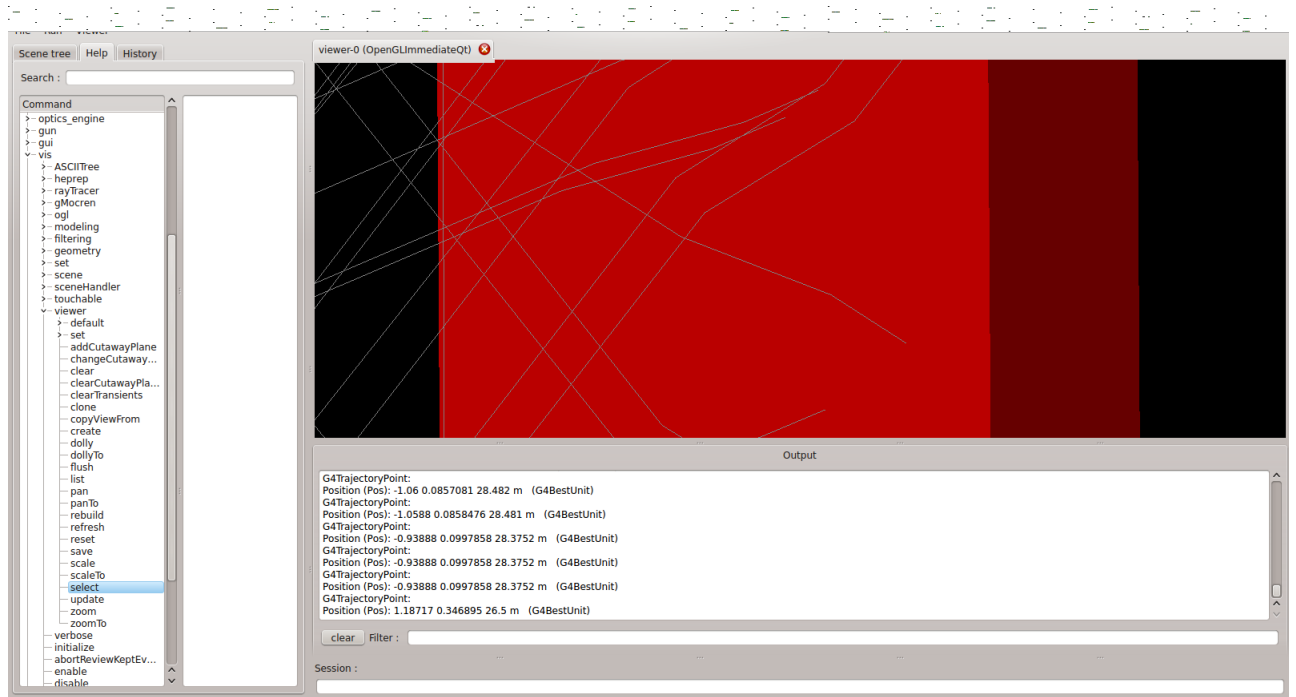 File Run Viewer
Scene tree Help History
Search :
Command
optics_engine
gun
gui
vis
ASCIITree
heprep
rayTracer
gMocren
ogl
modeling
filtering
geometry
set
scene
sceneHandler
touchable
viewer
default
set
addCutawayPlane
changeCutaway...
clear
clearCutawayPla...
clearTransients
clone
copyViewFrom
create
dolly
dollyTo
flush
list
pan
panTo
rebuild
refresh
reset
save
scale
scaleTo
select
update
zoom
zoomTo
verbose
initialize
abortReviewKeptEv...
enable
disable
viewer-0 (OpenGLImmediateQt)
Output
G4TrajectoryPoint:
Position (Pos): -1.06 0.0857081 28.482 m (G4BestUnit)
G4TrajectoryPoint:
Position (Pos): -1.0588 0.0858476 28.481 m (G4BestUnit)
G4TrajectoryPoint:
Position (Pos): -0.93888 0.0997858 28.3752 m (G4BestUnit)
G4TrajectoryPoint:
Position (Pos): -0.93888 0.0997858 28.3752 m (G4BestUnit)
G4TrajectoryPoint:
Position (Pos): -0.93888 0.0997858 28.3752 m (G4BestUnit)
G4TrajectoryPoint:
Position (Pos): 1.18717 0.346895 26.5 m (G4BestUnit)
clear Filter :
Session :